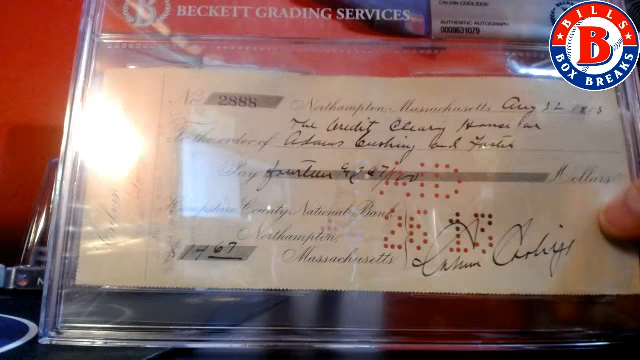 BECKETT GRADING SERVICES
CALVIN COOLIDGE
AUTHENTIC AUTOGRAPH
0009631079
BILLS
B
BOX BREAKS
No. 2888 Northampton, Massachusetts Aug 22
The Credit Clearing House for
To the order of Adams Cushing and Foster
Pay fourteen & 67/100 Dollars
Hampshire County National Bank
Northampton,
$14.67 Massachusetts Calvin Coolidge